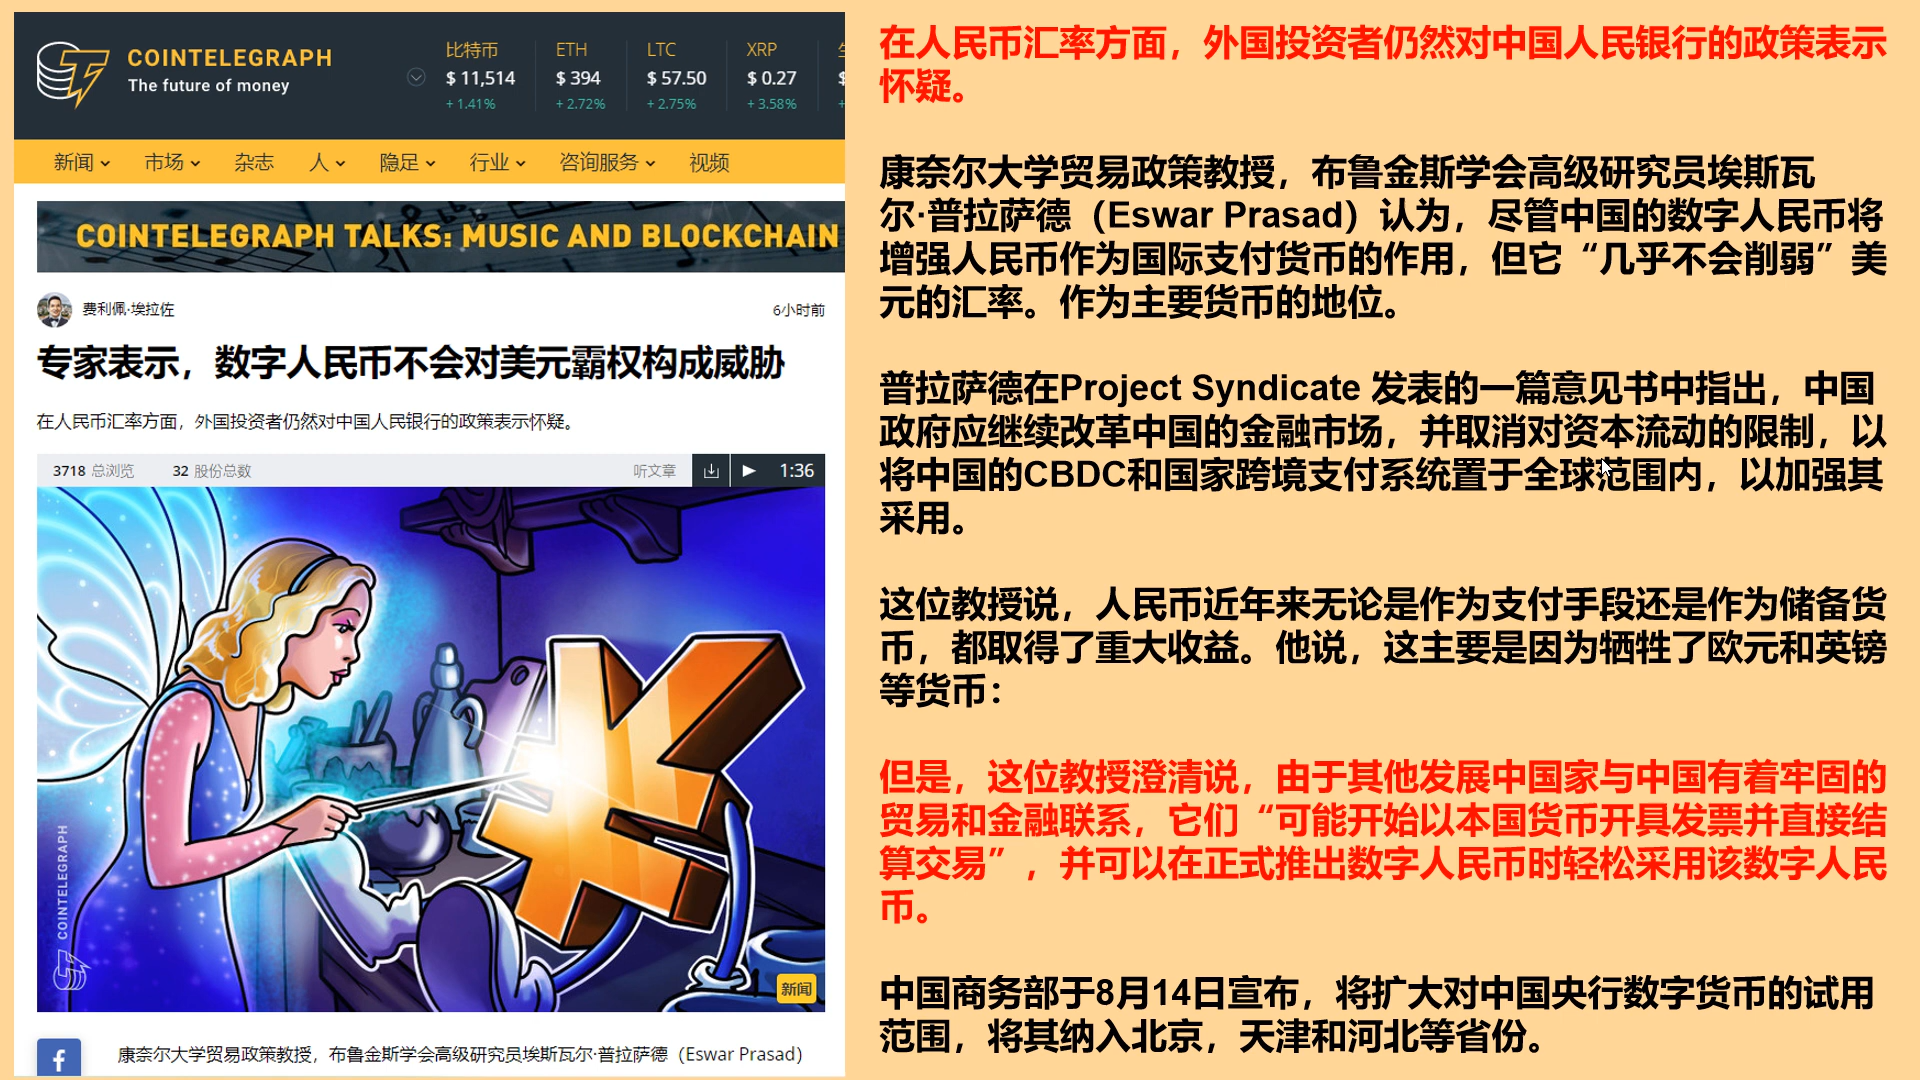 COINTELEGRAPH
The future of money
比特币 ETH LTC XRP
$ 11,514 $ 394 $ 57.50 $ 0.27 $
+ 1.41% + 2.72% + 2.75% + 3.58% +
新闻 市场 杂志 人 隐足 行业 咨询服务 视频
COINTELEGRAPH TALKS: MUSIC AND BLOCKCHAIN
费利佩·埃拉佐 6小时前
专家表示，数字人民币不会对美元霸权构成威胁
在人民币汇率方面，外国投资者仍然对中国人民银行的政策表示怀疑。
3718 总浏览 32 股份总数 听文章 1:36
COINTELEGRAPH
新闻
f
康奈尔大学贸易政策教授，布鲁金斯学会高级研究员埃斯瓦尔·普拉萨德（Eswar Prasad）
在人民币汇率方面，外国投资者仍然对中国人民银行的政策表示
怀疑。
康奈尔大学贸易政策教授，布鲁金斯学会高级研究员埃斯瓦
尔·普拉萨德（Eswar Prasad）认为，尽管中国的数字人民币将
增强人民币作为国际支付货币的作用，但它“几乎不会削弱”美
元的汇率。作为主要货币的地位。
普拉萨德在Project Syndicate 发表的一篇意见书中指出，中国
政府应继续改革中国的金融市场，并取消对资本流动的限制，以
将中国的CBDC和国家跨境支付系统置于全球范围内，以加强其
采用。
这位教授说，人民币近年来无论是作为支付手段还是作为储备货
币，都取得了重大收益。他说，这主要是因为牺牲了欧元和英镑
等货币：
但是，这位教授澄清说，由于其他发展中国家与中国有着牢固的
贸易和金融联系，它们“可能开始以本国货币开具发票并直接结
算交易”，并可以在正式推出数字人民币时轻松采用该数字人民
币。
中国商务部于8月14日宣布，将扩大对中国央行数字货币的试用
范围，将其纳入北京，天津和河北等省份。